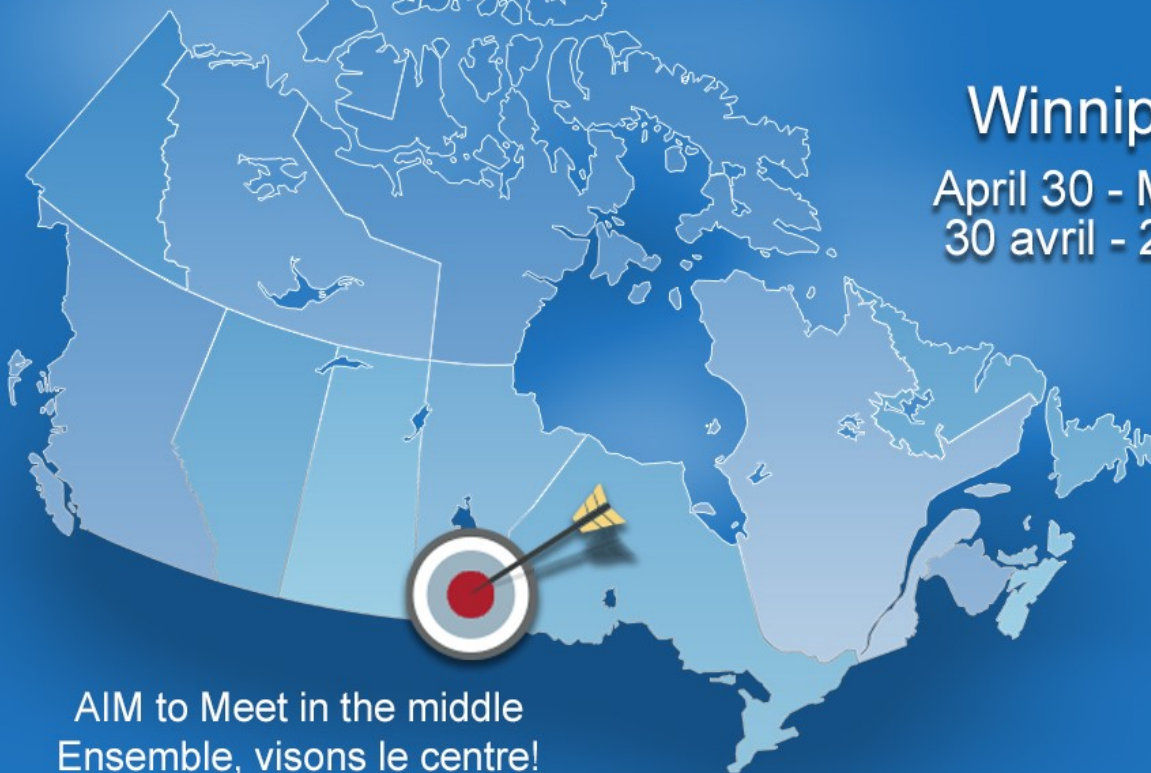 Winnip
April 30 - M
30 avril - 2
AIM to Meet in the middle
Ensemble, visons le centre!